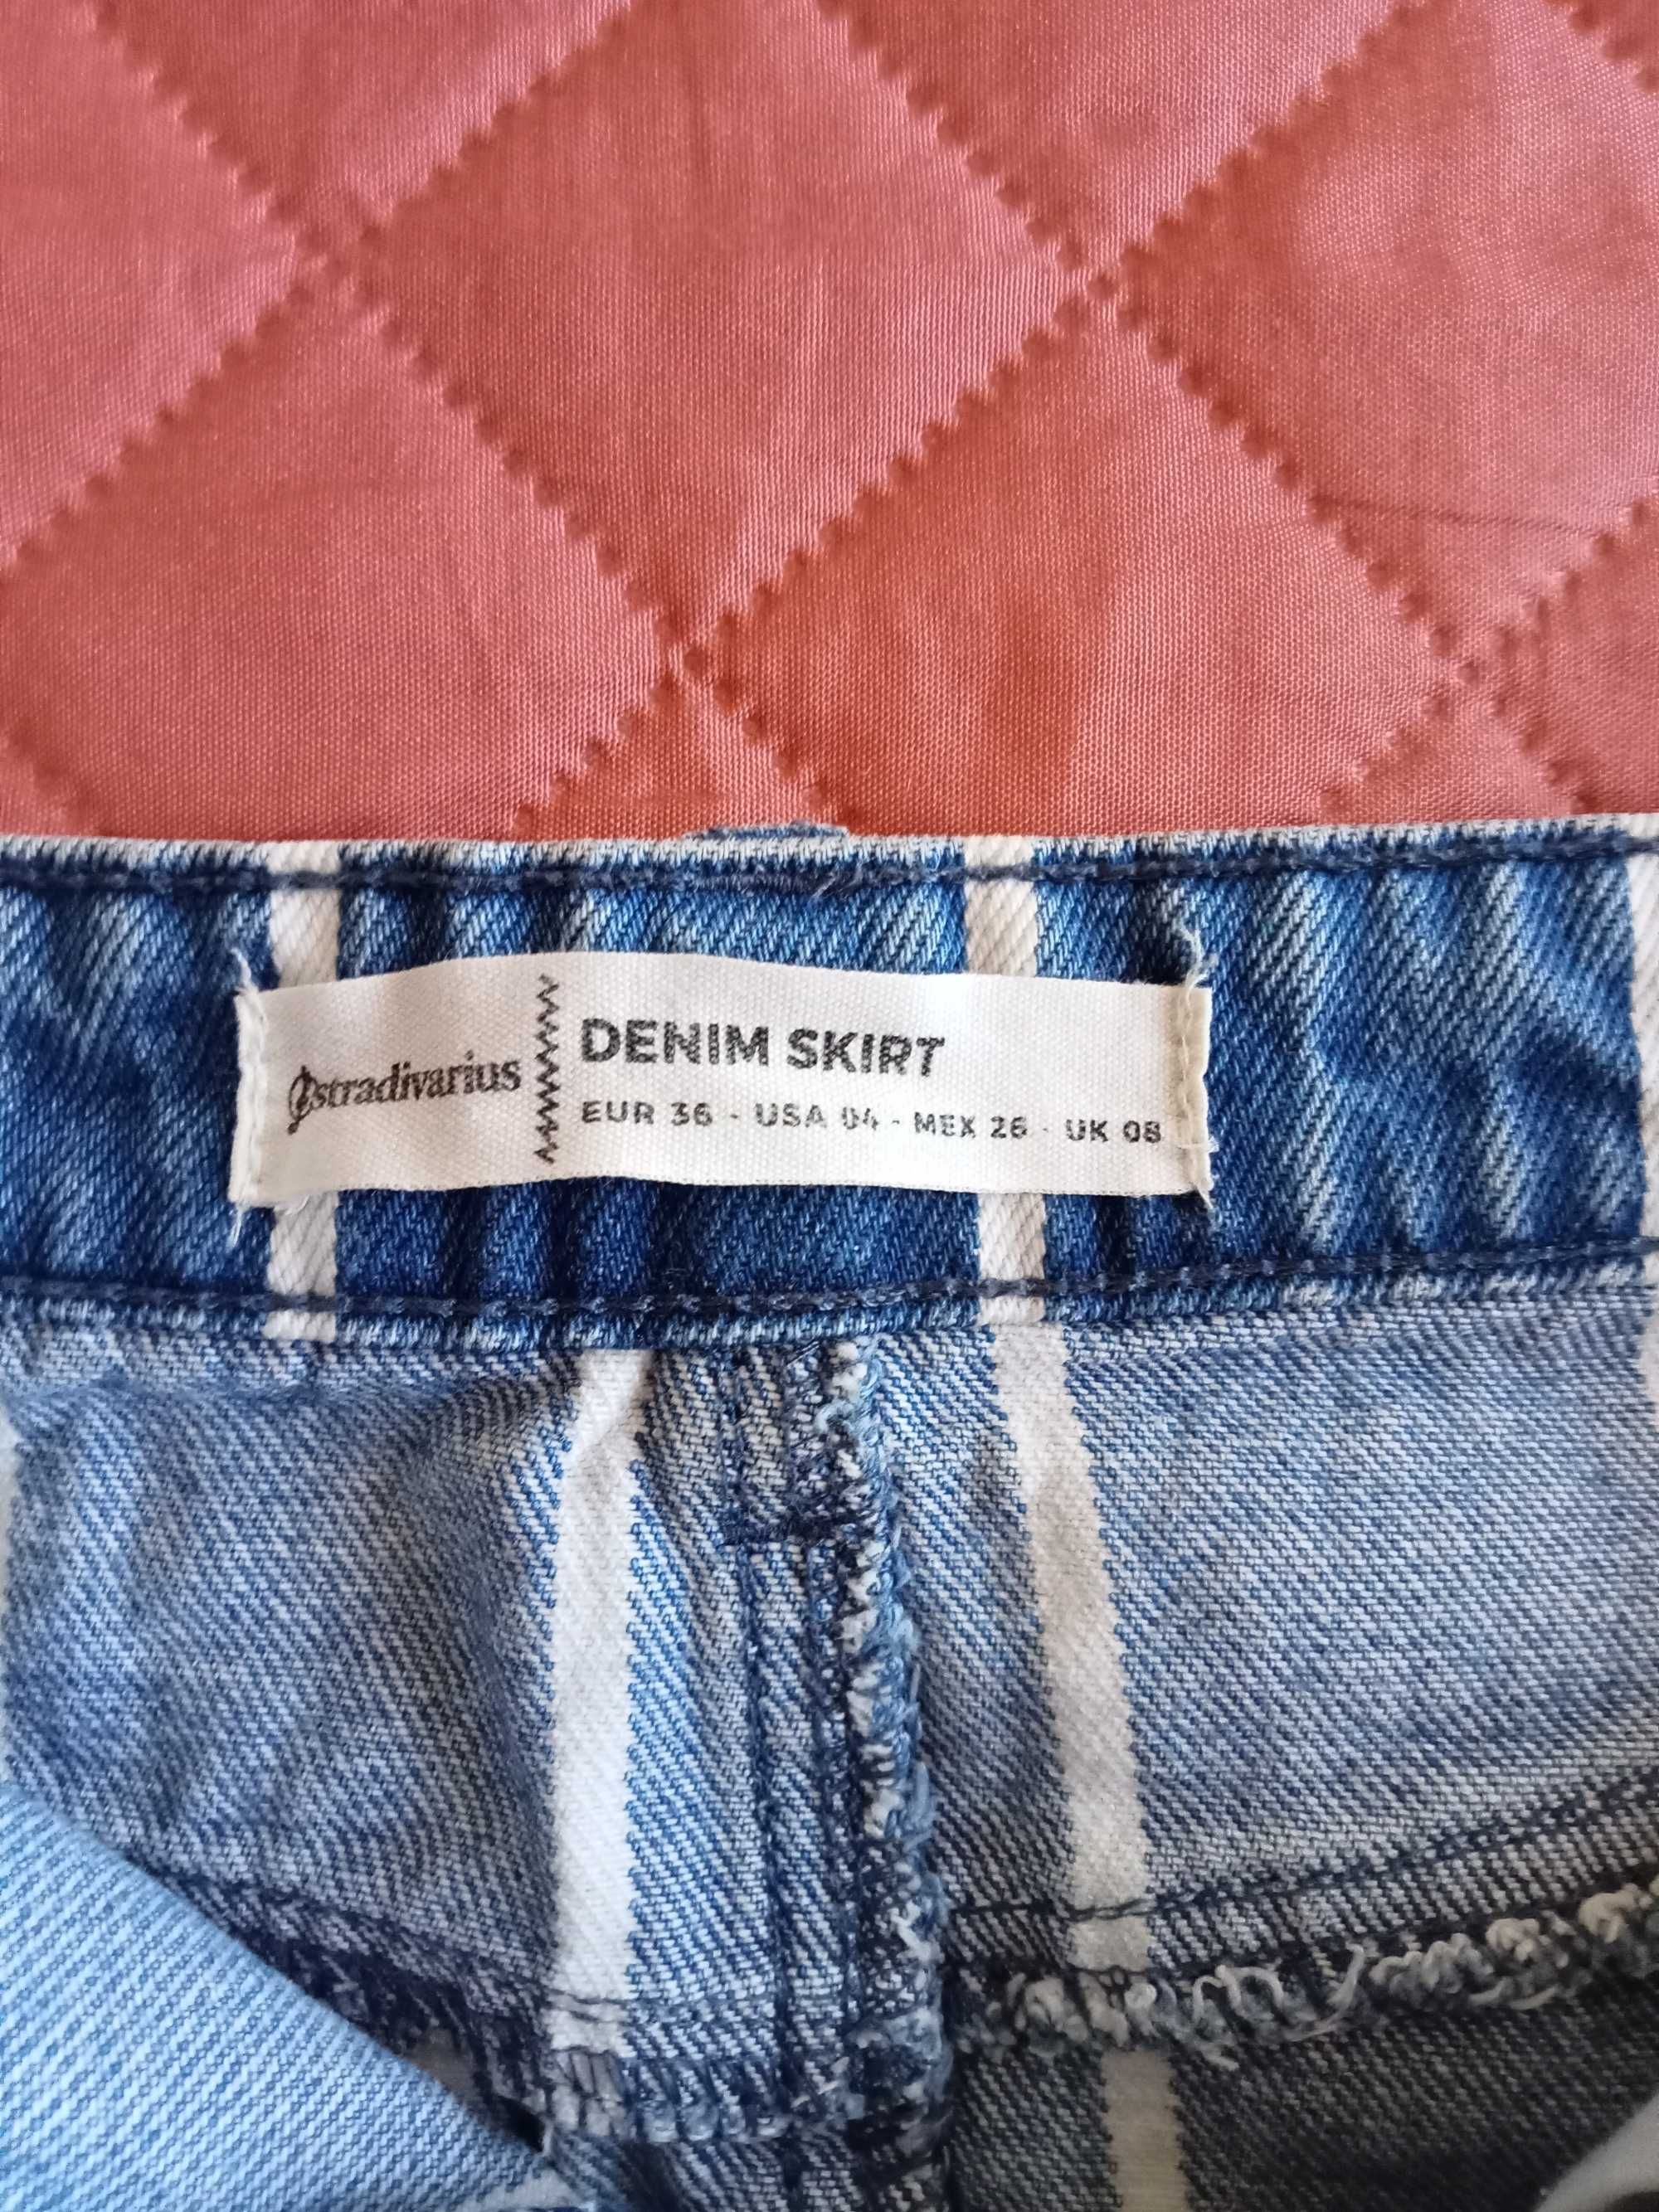 stradivarius
DENIM SKIRT
EUR 36 - USA 04 - MEX 26 - UK 08